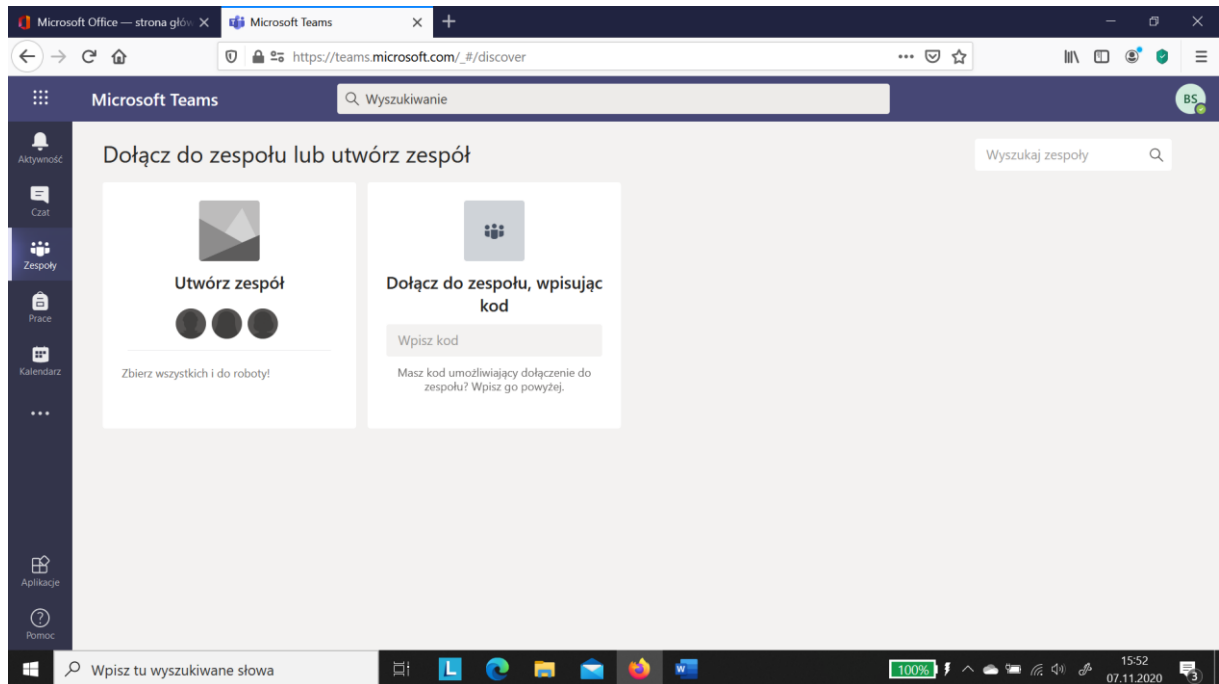 Microsoft Office — strona głów
Microsoft Teams
https://teams.microsoft.com/_#/discover
Microsoft Teams
Wyszukiwanie
BS
Aktywność
Czat
Zespoły
Prace
Kalendarz
Aplikacje
Pomoc
Dołącz do zespołu lub utwórz zespół
Wyszukaj zespoły
Utwórz zespół
Zbierz wszystkich i do roboty!
Dołącz do zespołu, wpisując
kod
Wpisz kod
Masz kod umożliwiający dołączenie do
zespołu? Wpisz go powyżej.
Wpisz tu wyszukiwane słowa
L
W
100%
15:52
07.11.2020
3